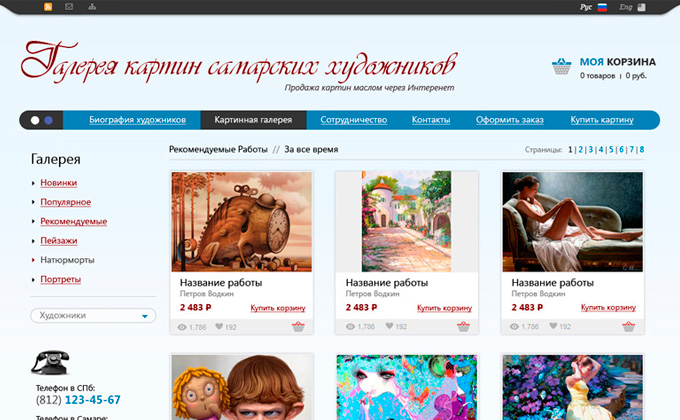 Рус Eng
Галерея картин самарских художников
Продажа картин маслом через Интеренет
МОЯ КОРЗИНА
0 товаров | 0 руб.
Биография художников Картинная галерея Сотрудничество Контакты Оформить заказ Купить картину
Галерея
Новинки
Популярное
Рекомендуемые
Пейзажи
Натюрморты
Портреты
Художники
Телефон в СПб:
(812) 123-45-67
Телефон в Самаре:
Рекомендуемые Работы // За все время
Страницы: 1 | 2 | 3 | 4 | 5 | 6 | 7 | 8
Название работы
Петров Водкин
2 483 Р Купить корзину
1,786 192
Название работы
Петров Водкин
2 483 Р Купить корзину
1,786 192
Название работы
Петров Водкин
2 483 Р Купить корзину
1,786 192